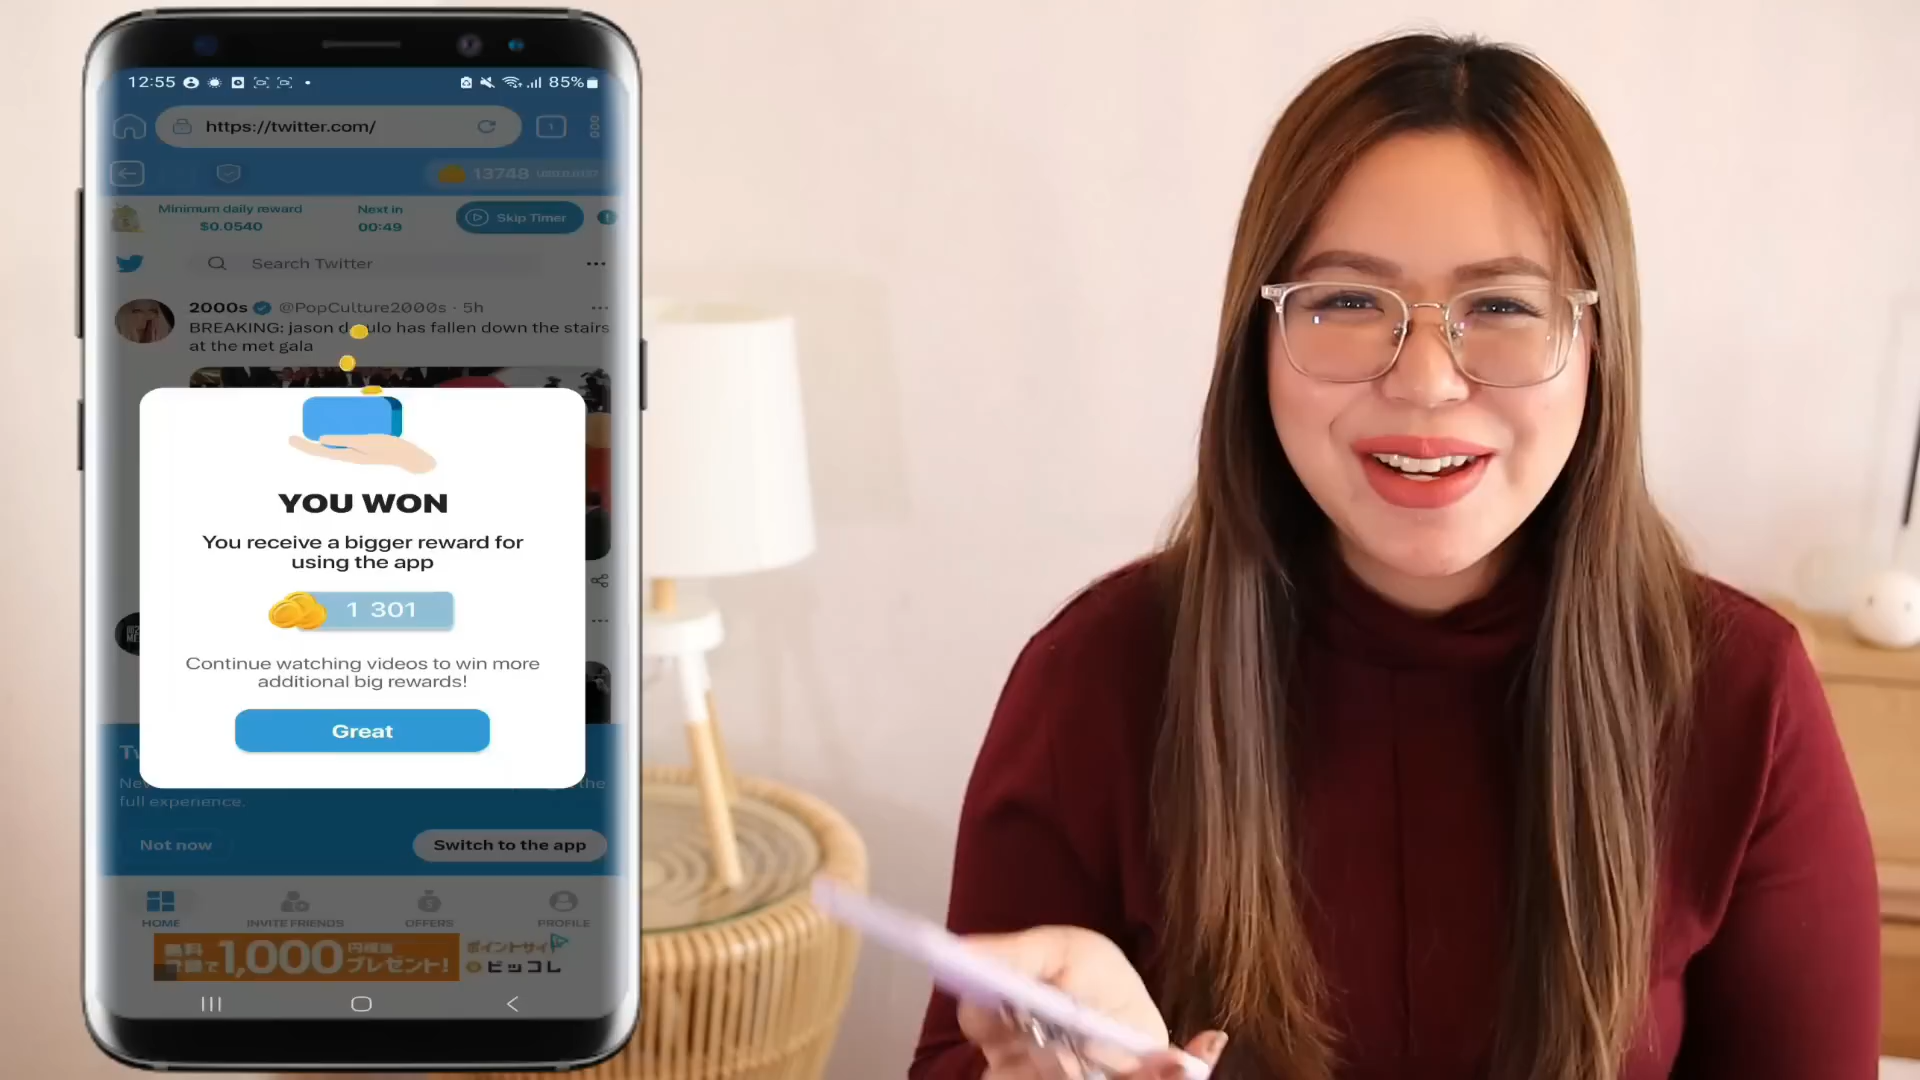 12:55
85%
https://twitter.com/
1
13748
Minimum daily reward
$0.0540
Next in
00:49
Skip Timer
Search Twitter
2000s @PopCulture2000s · 5h
BREAKING: jason d ulo has fallen down the stairs
at the met gala
YOU WON
You receive a bigger reward for
using the app
1 301
Continue watching videos to win more
additional big rewards!
Great
the
full experience.
Not now
Switch to the app
HOME
INVITE FRIENDS
OFFERS
PROFILE
無料
1,000
プレゼント!
ポイントサイト
ビッコレ